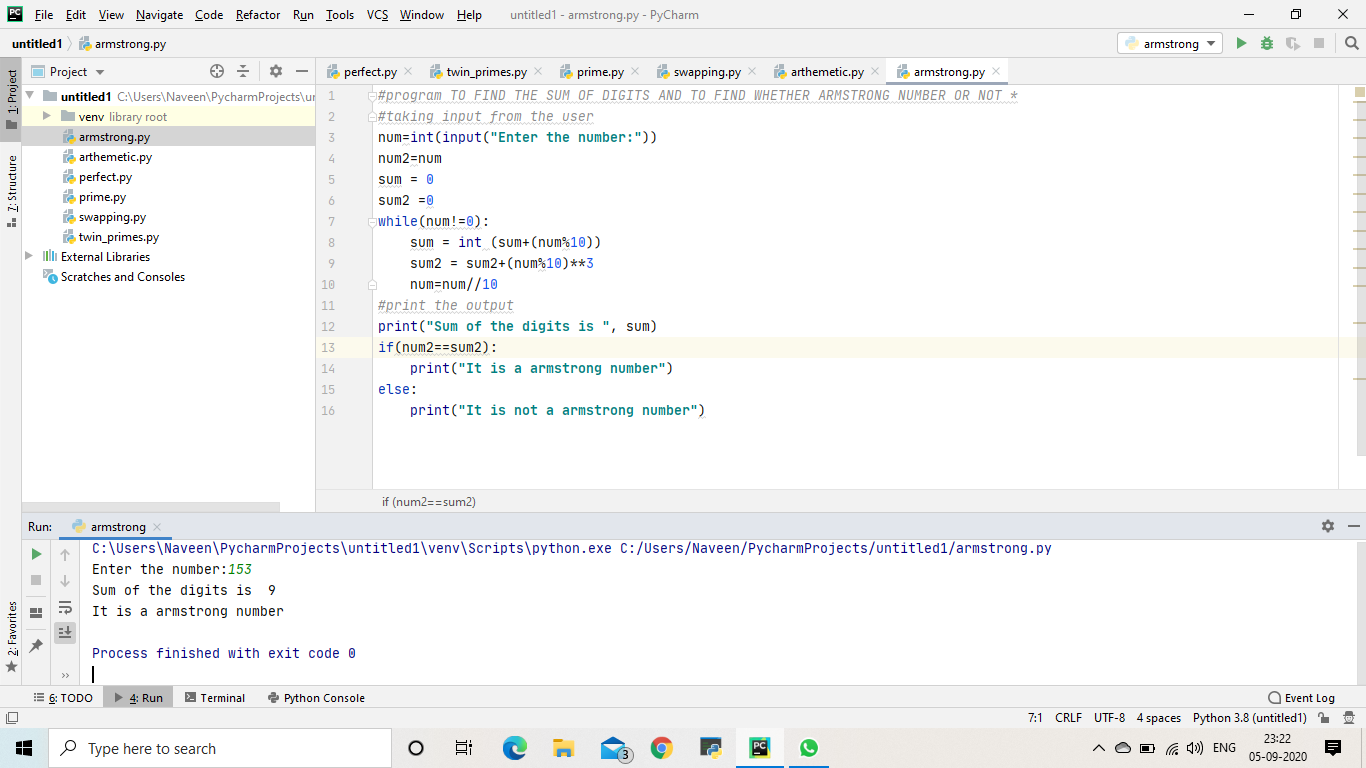 File Edit View Navigate Code Refactor Run Tools VCS Window Help untitled1 - armstrong.py - PyCharm
untitled1 armstrong.py armstrong
Project
perfect.py twin_primes.py prime.py swapping.py arthemetic.py armstrong.py
1: Project
7: Structure
2: Favorites
untitled1 C:\Users\Naveen\PycharmProjects\u
venv library root
armstrong.py
arthemetic.py
perfect.py
prime.py
swapping.py
twin_primes.py
External Libraries
Scratches and Consoles
1 #program TO FIND THE SUM OF DIGITS AND TO FIND WHETHER ARMSTRONG NUMBER OR NOT *
2 #taking input from the user
3 num=int(input("Enter the number:"))
4 num2=num
5 sum = 0
6 sum2 =0
7 while(num!=0):
8 sum = int (sum+(num%10))
9 sum2 = sum2+(num%10)**3
10 num=num//10
11 #print the output
12 print("Sum of the digits is ", sum)
13 if(num2==sum2):
14 print("It is a armstrong number")
15 else:
16 print("It is not a armstrong number")
if (num2==sum2)
Run: armstrong
C:\Users\Naveen\PycharmProjects\untitled1\venv\Scripts\python.exe C:/Users/Naveen/PycharmProjects/untitled1/armstrong.py
Enter the number:153
Sum of the digits is  9
It is a armstrong number
Process finished with exit code 0
6: TODO 4: Run Terminal Python Console Event Log
7:1 CRLF UTF-8 4 spaces Python 3.8 (untitled1)
Type here to search
3
ENG
23:22
05-09-2020